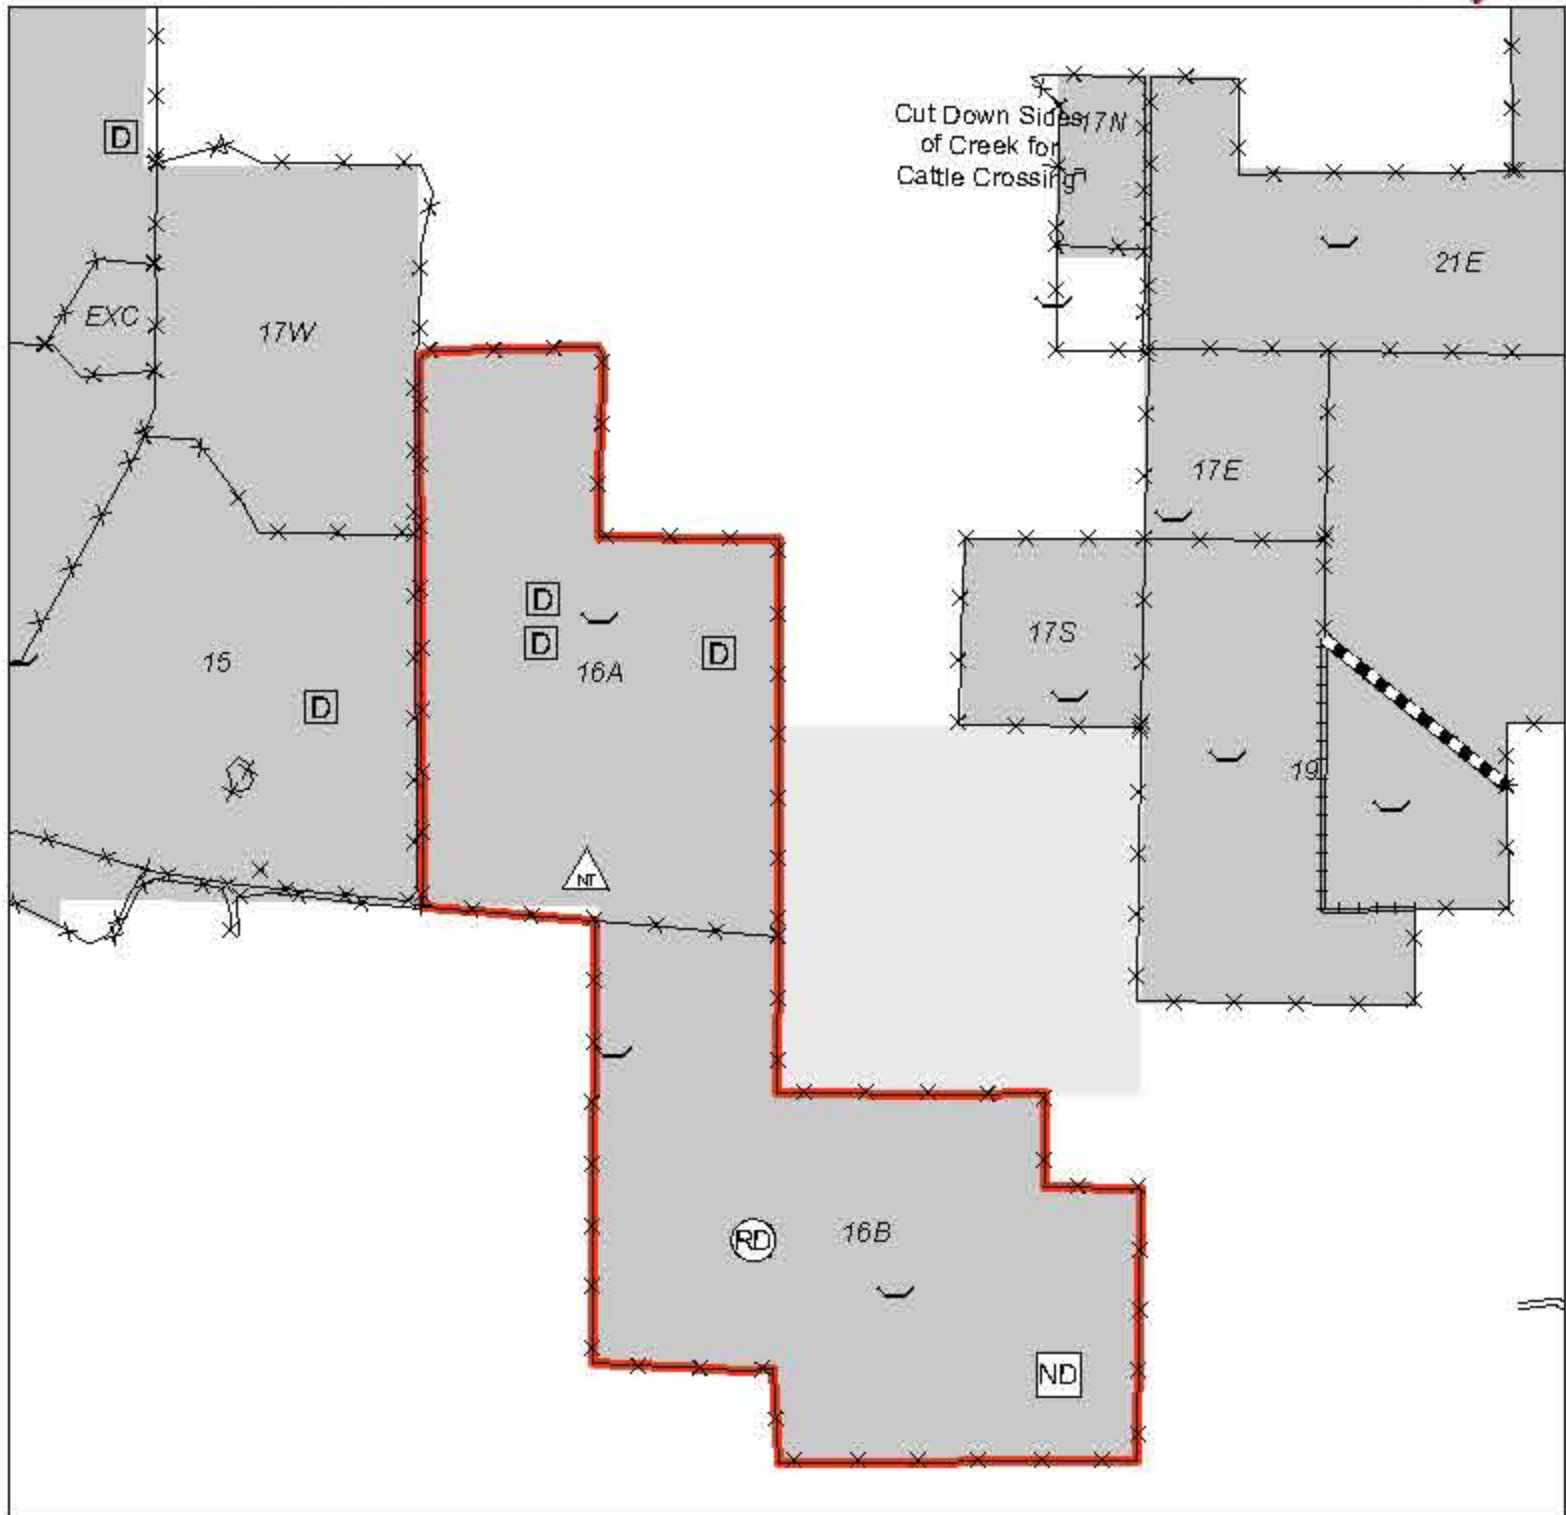 Cut Down Sides
of Creek for
Cattle Crossing
17N
D
21E
EXC
17W
17E
D
D
D
17S
15
16A
D
19
NT
RD
16B
ND